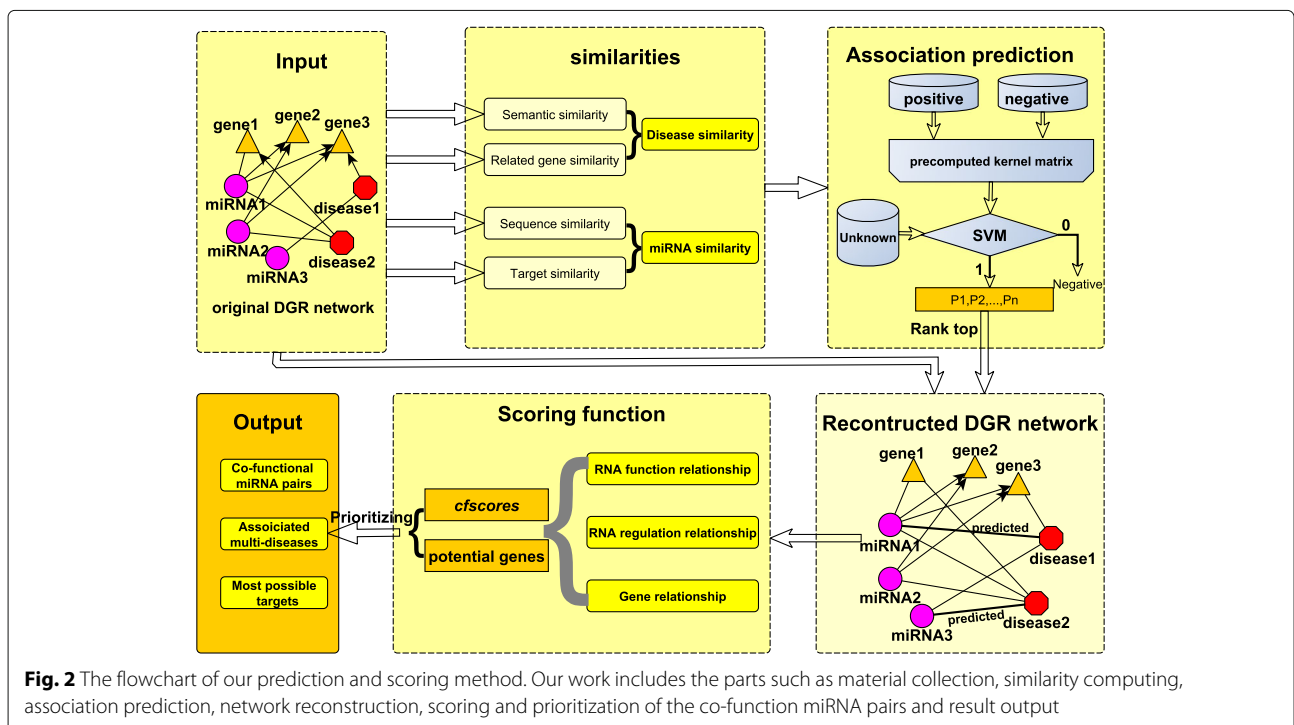 Input
gene1
gene2
gene3
miRNA1
disease1
miRNA2
miRNA3
disease2
original DGR network
similarities
Semantic similarity
Related gene similarity
Disease similarity
Sequence similarity
Target similarity
miRNA similarity
Association prediction
positive
negative
precomputed kernel matrix
Unknown
SVM
0
1
Negative
P1,P2,...,Pn
Rank top
Output
Co-functional
miRNA pairs
Assoiciated
multi-diseases
Most possible
targets
Prioritizing
Scoring function
cfscores
potential genes
RNA function relationship
RNA regulation relationship
Gene relationship
Recontructed DGR network
gene1
gene2
gene3
miRNA1
predicted
disease1
miRNA2
miRNA3
predicted
disease2
Fig. 2 The flowchart of our prediction and scoring method. Our work includes the parts such as material collection, similarity computing,
association prediction, network reconstruction, scoring and prioritization of the co-function miRNA pairs and result output